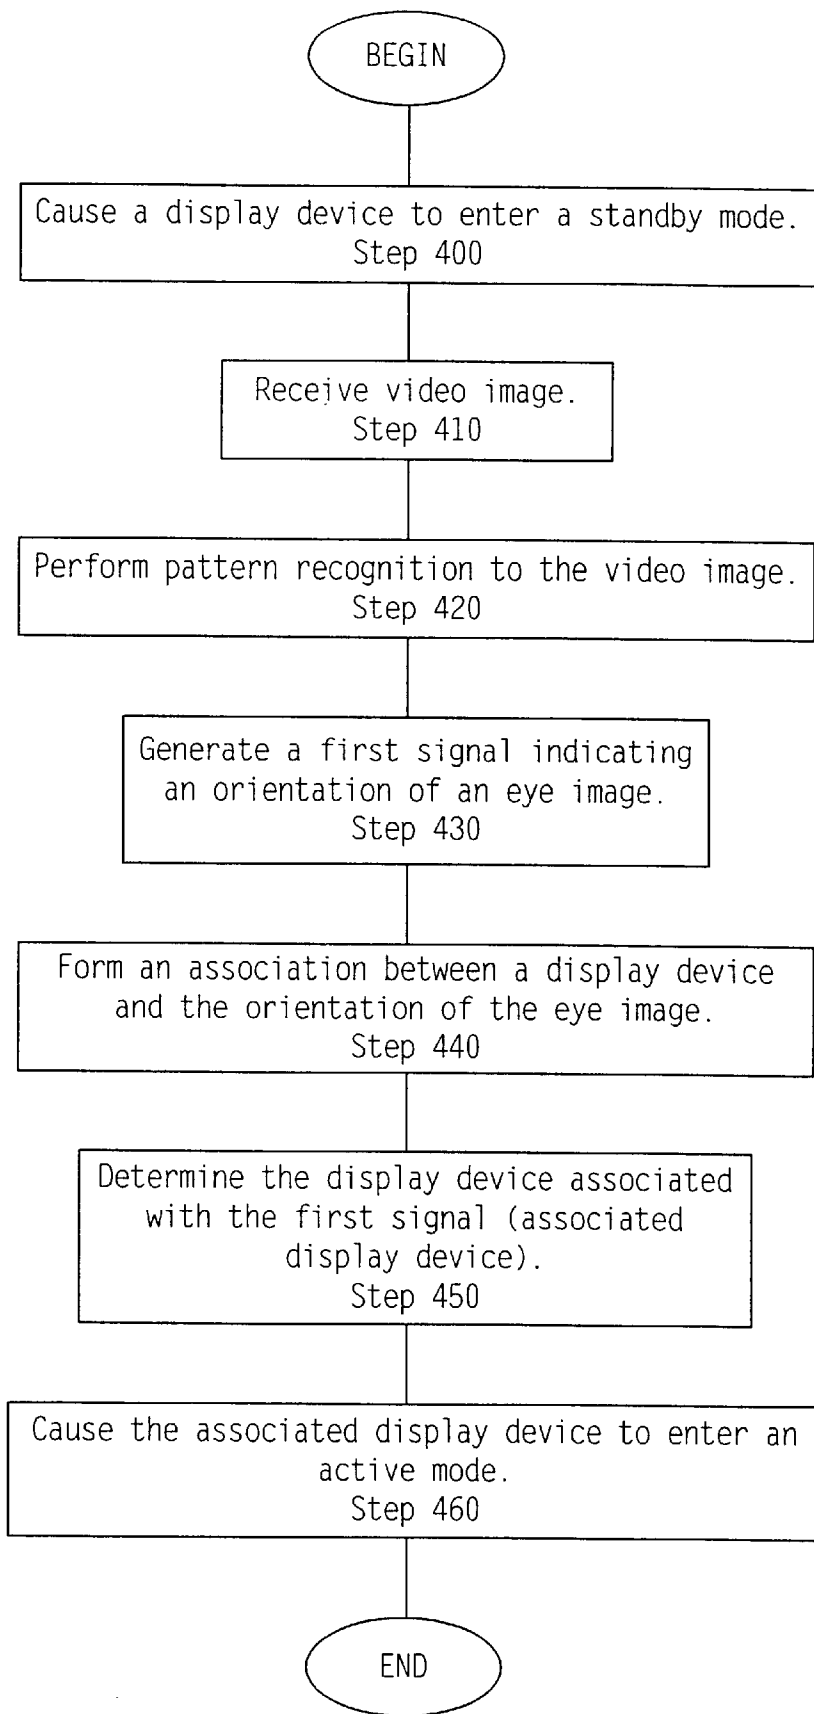 BEGIN
Cause a display device to enter a standby mode.
Step 400
Receive video image.
Step 410
Perform pattern recognition to the video image.
Step 420
Generate a first signal indicating
an orientation of an eye image.
Step 430
Form an association between a display device
and the orientation of the eye image.
Step 440
Determine the display device associated
with the first signal (associated
display device).
Step 450
Cause the associated display device to enter an
active mode.
Step 460
END